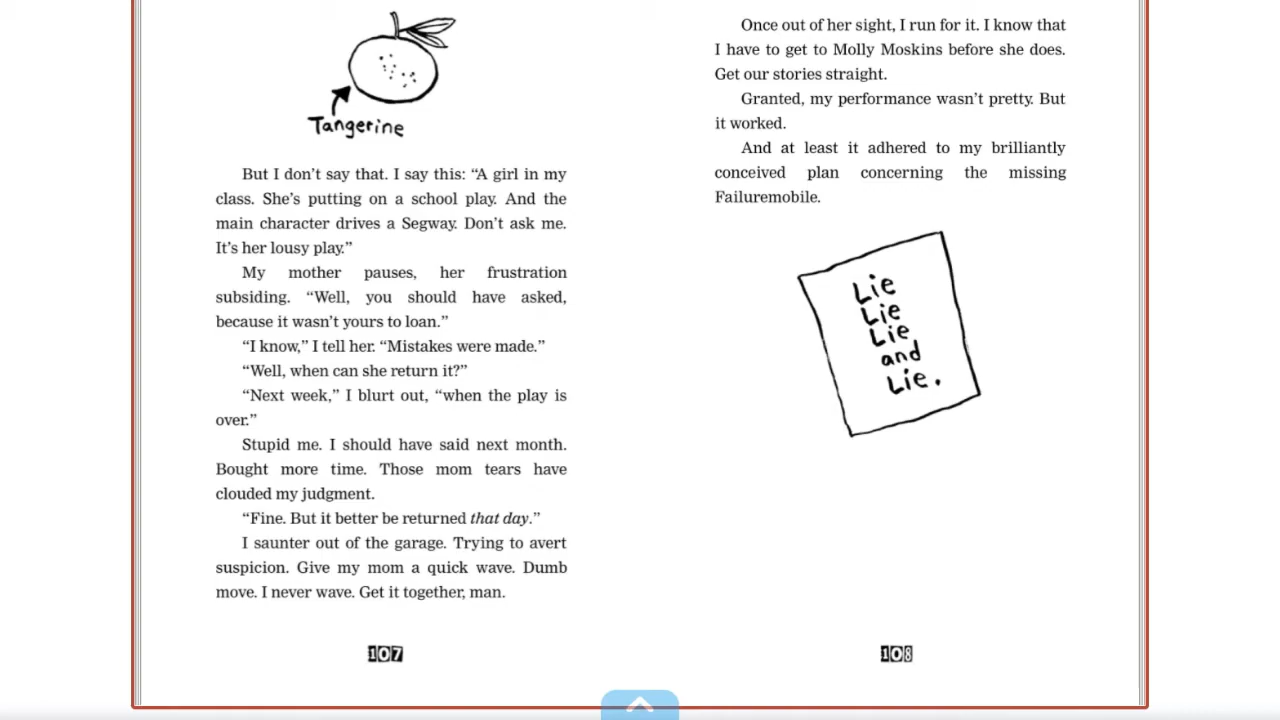 Tangerine
But I don't say that. I say this: “A girl in my
class. She's putting on a school play. And the
main character drives a Segway. Don't ask me.
It's her lousy play.”
My mother pauses, her frustration
subsiding. “Well, you should have asked,
because it wasn't yours to loan.”
“I know,” I tell her. “Mistakes were made.”
“Well, when can she return it?”
“Next week,” I blurt out, “when the play is
over.”
Stupid me. I should have said next month.
Bought more time. Those mom tears have
clouded my judgment.
“Fine. But it better be returned that day.”
I saunter out of the garage. Trying to avert
suspicion. Give my mom a quick wave. Dumb
move. I never wave. Get it together, man.
107
Once out of her sight, I run for it. I know that
I have to get to Molly Moskins before she does.
Get our stories straight.
Granted, my performance wasn't pretty. But
it worked.
And at least it adhered to my brilliantly
conceived plan concerning the missing
Failuremobile.
Lie
Lie
Lie
and
Lie.
108